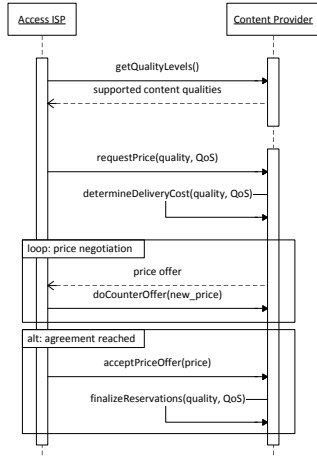 Access ISP
Content Provider
getQualityLevels()
supported content qualities
requestPrice(quality, QoS)
determineDeliveryCost(quality, QoS)
loop: price negotiation
price offer
doCounterOffer(new_price)
alt: agreement reached
acceptPriceOffer(price)
finalizeReservations(quality, QoS)